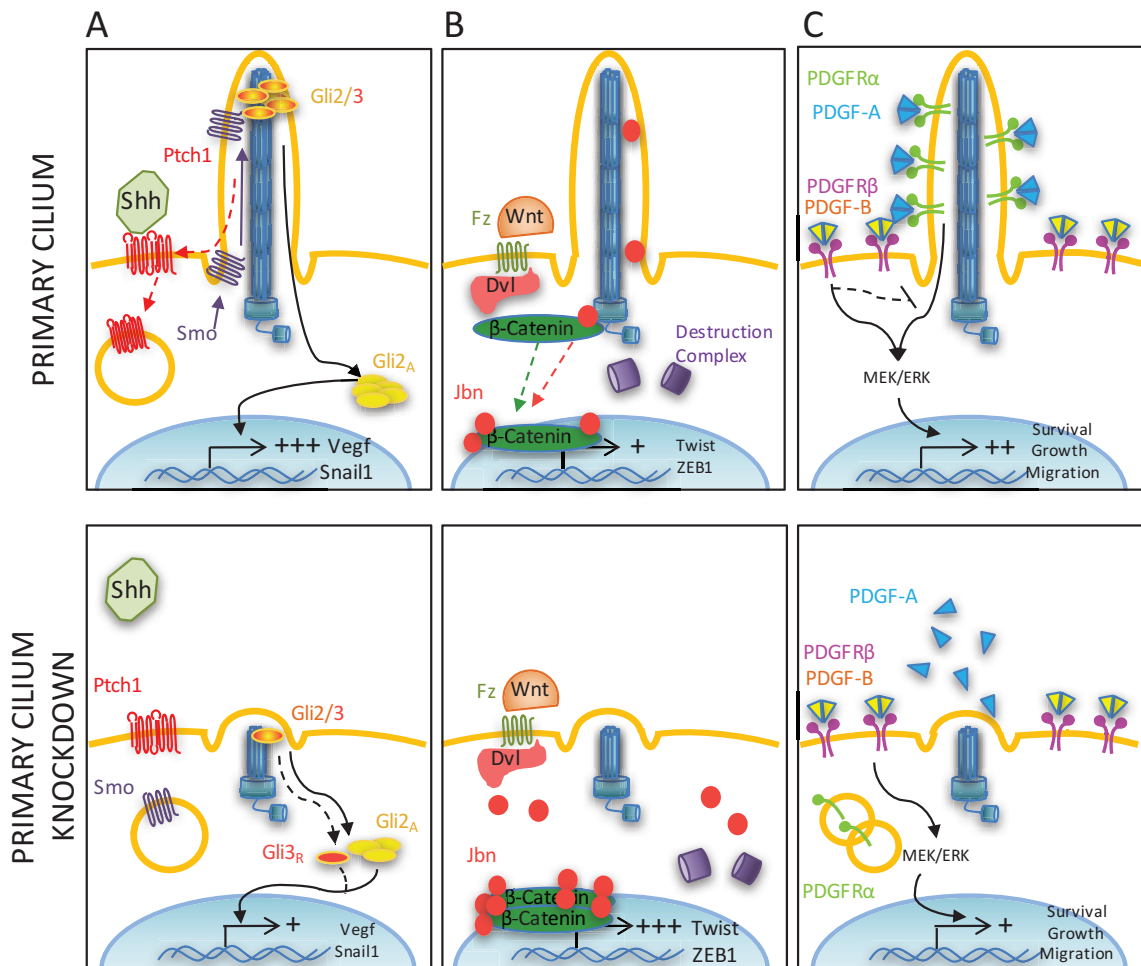 A
B
C
PRIMARY CILIUM
Gli2/3
Ptch1
Shh
Smo
Gli2A
+++ Vegf
Snail1
Wnt
Fz
Dvl
β-Catenin
Destruction
Complex
Jbn
β-Catenin
+
Twist
ZEB1
PDGFRα
PDGF-A
PDGFRβ
PDGF-B
MEK/ERK
++
Survival
Growth
Migration
PRIMARY CILIUM
KNOCKDOWN
Shh
Ptch1
Gli2/3
Smo
Gli2A
Gli3R
+
Vegf
Snail1
Wnt
Fz
Dvl
Jbn
β-Catenin
β-Catenin
+++ Twist
ZEB1
PDGF-A
PDGFRβ
PDGF-B
MEK/ERK
PDGFRα
+
Survival
Growth
Migration